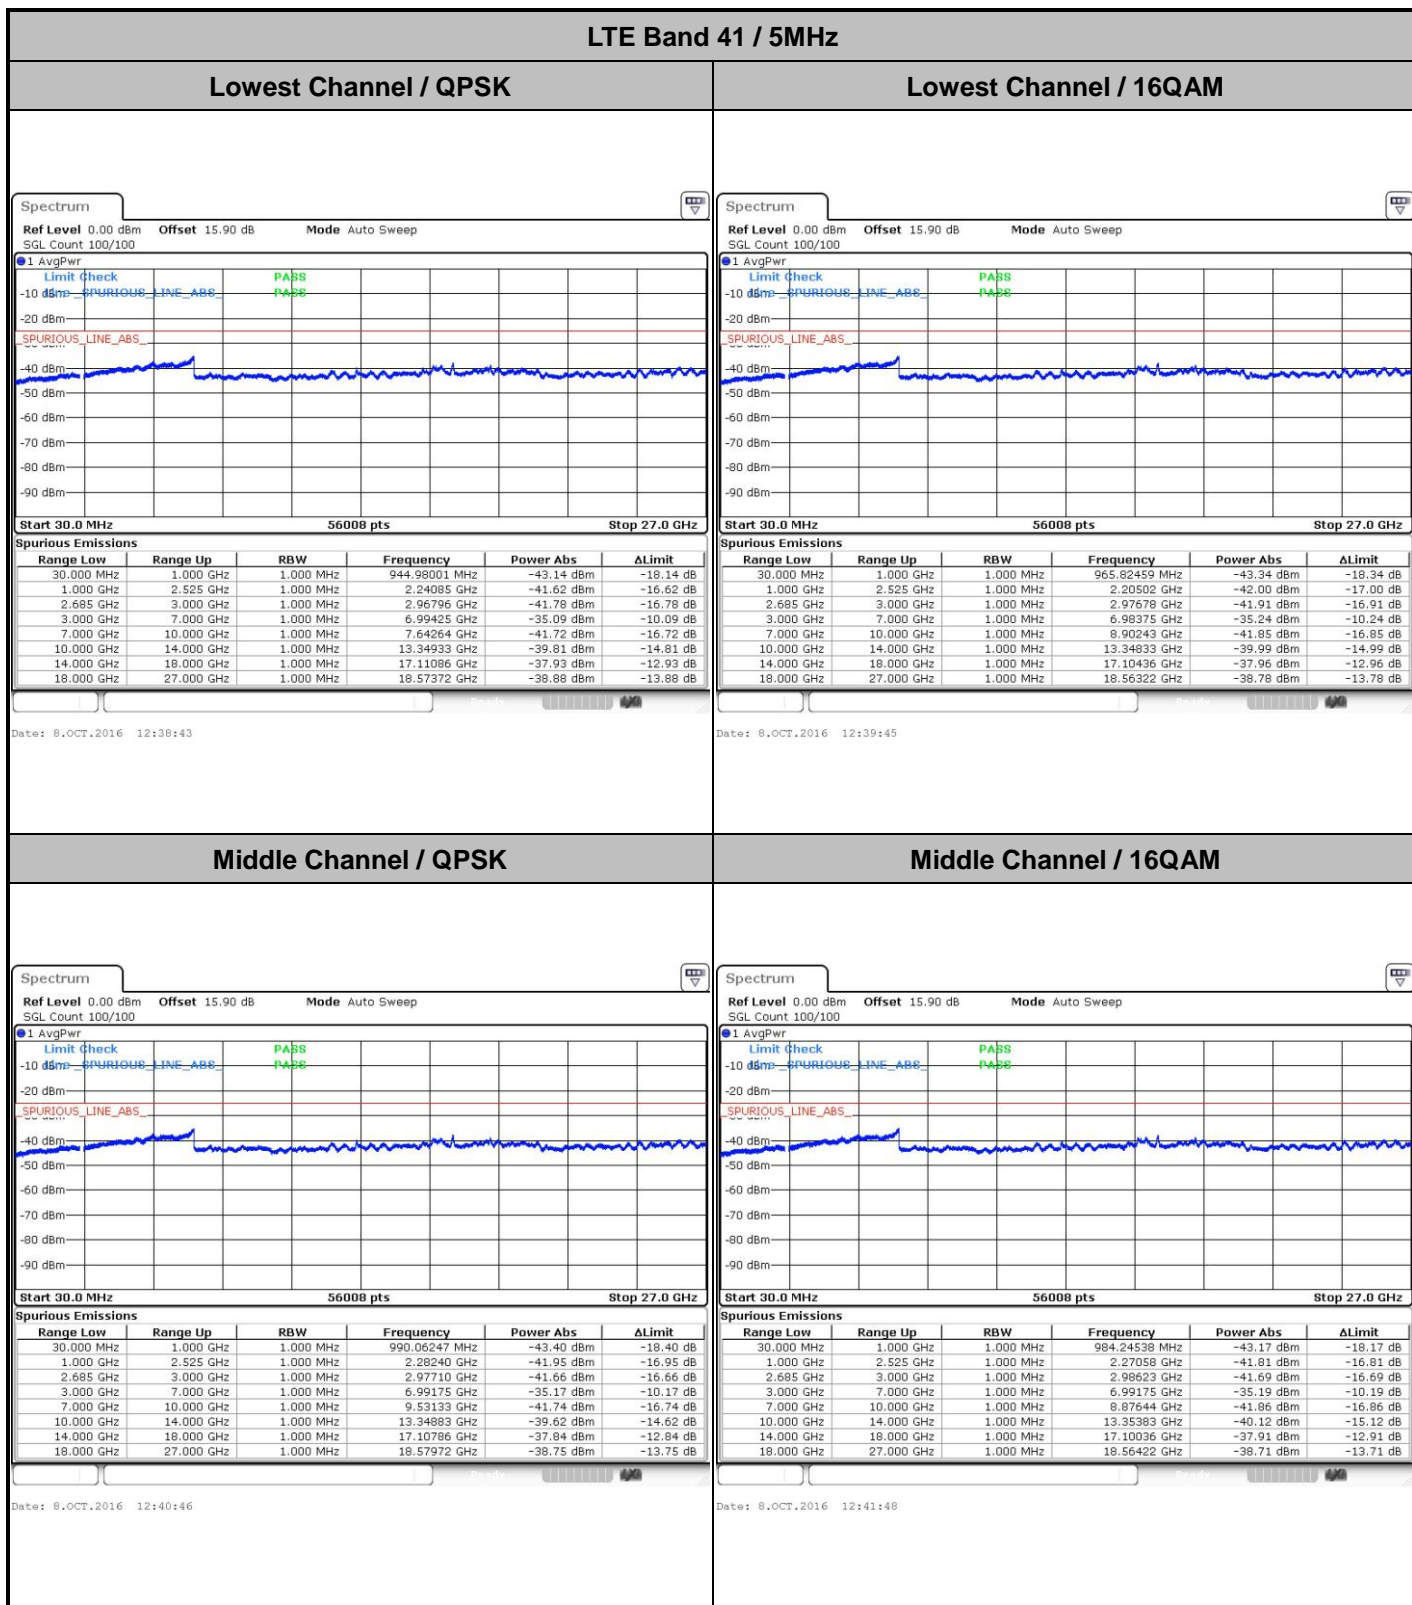 LTE Band 41 / 5MHz
Lowest Channel / QPSK
Lowest Channel / 16QAM
Spectrum
Ref Level 0.00 dBm Offset 15.90 dB Mode Auto Sweep
SGL Count 100/100
1 AvgPwr
Limit Check PASS
Line _SPURIOUS_LINE_ABS_ PASS
-10 dBm
-20 dBm
_SPURIOUS_LINE_ABS_
-40 dBm
-50 dBm
-60 dBm
-70 dBm
-80 dBm
-90 dBm
Start 30.0 MHz 56008 pts Stop 27.0 GHz
Spurious Emissions
Range Low Range Up RBW Frequency Power Abs ΔLimit
30.000 MHz 1.000 GHz 1.000 MHz 944.98001 MHz -43.14 dBm -18.14 dB
1.000 GHz 2.525 GHz 1.000 MHz 2.24085 GHz -41.62 dBm -16.62 dB
2.685 GHz 3.000 GHz 1.000 MHz 2.96796 GHz -41.78 dBm -16.78 dB
3.000 GHz 7.000 GHz 1.000 MHz 6.99425 GHz -35.09 dBm -10.09 dB
7.000 GHz 10.000 GHz 1.000 MHz 7.64264 GHz -41.72 dBm -16.72 dB
10.000 GHz 14.000 GHz 1.000 MHz 13.34933 GHz -39.81 dBm -14.81 dB
14.000 GHz 18.000 GHz 1.000 MHz 17.11086 GHz -37.93 dBm -12.93 dB
18.000 GHz 27.000 GHz 1.000 MHz 18.57372 GHz -38.88 dBm -13.88 dB
Ready
Date: 8.OCT.2016 12:38:43
Spectrum
Ref Level 0.00 dBm Offset 15.90 dB Mode Auto Sweep
SGL Count 100/100
1 AvgPwr
Limit Check PASS
Line _SPURIOUS_LINE_ABS_ PASS
-10 dBm
-20 dBm
_SPURIOUS_LINE_ABS_
-40 dBm
-50 dBm
-60 dBm
-70 dBm
-80 dBm
-90 dBm
Start 30.0 MHz 56008 pts Stop 27.0 GHz
Spurious Emissions
Range Low Range Up RBW Frequency Power Abs ΔLimit
30.000 MHz 1.000 GHz 1.000 MHz 965.82459 MHz -43.34 dBm -18.34 dB
1.000 GHz 2.525 GHz 1.000 MHz 2.20502 GHz -42.00 dBm -17.00 dB
2.685 GHz 3.000 GHz 1.000 MHz 2.97678 GHz -41.91 dBm -16.91 dB
3.000 GHz 7.000 GHz 1.000 MHz 6.98375 GHz -35.24 dBm -10.24 dB
7.000 GHz 10.000 GHz 1.000 MHz 8.90243 GHz -41.85 dBm -16.85 dB
10.000 GHz 14.000 GHz 1.000 MHz 13.34833 GHz -39.99 dBm -14.99 dB
14.000 GHz 18.000 GHz 1.000 MHz 17.10436 GHz -37.96 dBm -12.96 dB
18.000 GHz 27.000 GHz 1.000 MHz 18.56322 GHz -38.78 dBm -13.78 dB
Ready
Date: 8.OCT.2016 12:39:45
Middle Channel / QPSK
Middle Channel / 16QAM
Spectrum
Ref Level 0.00 dBm Offset 15.90 dB Mode Auto Sweep
SGL Count 100/100
1 AvgPwr
Limit Check PASS
Line _SPURIOUS_LINE_ABS_ PASS
-10 dBm
-20 dBm
_SPURIOUS_LINE_ABS_
-40 dBm
-50 dBm
-60 dBm
-70 dBm
-80 dBm
-90 dBm
Start 30.0 MHz 56008 pts Stop 27.0 GHz
Spurious Emissions
Range Low Range Up RBW Frequency Power Abs ΔLimit
30.000 MHz 1.000 GHz 1.000 MHz 990.06247 MHz -43.40 dBm -18.40 dB
1.000 GHz 2.525 GHz 1.000 MHz 2.28240 GHz -41.95 dBm -16.95 dB
2.685 GHz 3.000 GHz 1.000 MHz 2.97710 GHz -41.66 dBm -16.66 dB
3.000 GHz 7.000 GHz 1.000 MHz 6.99175 GHz -35.17 dBm -10.17 dB
7.000 GHz 10.000 GHz 1.000 MHz 9.53133 GHz -41.74 dBm -16.74 dB
10.000 GHz 14.000 GHz 1.000 MHz 13.34883 GHz -39.62 dBm -14.62 dB
14.000 GHz 18.000 GHz 1.000 MHz 17.10786 GHz -37.84 dBm -12.84 dB
18.000 GHz 27.000 GHz 1.000 MHz 18.57972 GHz -38.75 dBm -13.75 dB
Ready
Date: 8.OCT.2016 12:40:46
Spectrum
Ref Level 0.00 dBm Offset 15.90 dB Mode Auto Sweep
SGL Count 100/100
1 AvgPwr
Limit Check PASS
Line _SPURIOUS_LINE_ABS_ PASS
-10 dBm
-20 dBm
_SPURIOUS_LINE_ABS_
-40 dBm
-50 dBm
-60 dBm
-70 dBm
-80 dBm
-90 dBm
Start 30.0 MHz 56008 pts Stop 27.0 GHz
Spurious Emissions
Range Low Range Up RBW Frequency Power Abs ΔLimit
30.000 MHz 1.000 GHz 1.000 MHz 984.24538 MHz -43.17 dBm -18.17 dB
1.000 GHz 2.525 GHz 1.000 MHz 2.27058 GHz -41.81 dBm -16.81 dB
2.685 GHz 3.000 GHz 1.000 MHz 2.98623 GHz -41.69 dBm -16.69 dB
3.000 GHz 7.000 GHz 1.000 MHz 6.99175 GHz -35.19 dBm -10.19 dB
7.000 GHz 10.000 GHz 1.000 MHz 8.87644 GHz -41.86 dBm -16.86 dB
10.000 GHz 14.000 GHz 1.000 MHz 13.35383 GHz -40.12 dBm -15.12 dB
14.000 GHz 18.000 GHz 1.000 MHz 17.10036 GHz -37.91 dBm -12.91 dB
18.000 GHz 27.000 GHz 1.000 MHz 18.56422 GHz -38.71 dBm -13.71 dB
Ready
Date: 8.OCT.2016 12:41:48